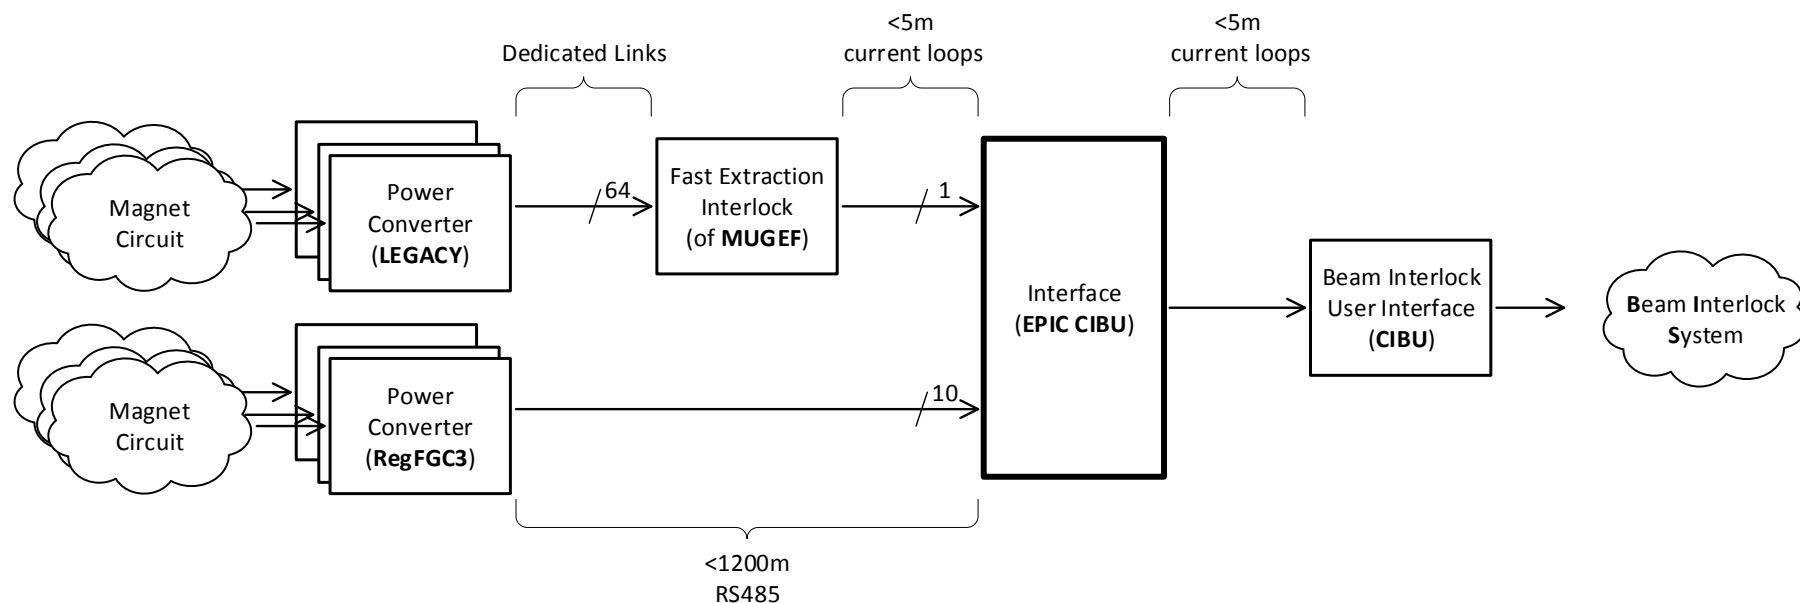 <5m
current loops
<5m
current loops
Dedicated Links
Magnet
Circuit
Power
Converter
(LEGACY)
64
Fast Extraction
Interlock
(of MUGEF)
1
Interface
(EPIC CIBU)
Beam Interlock
User Interface
(CIBU)
Beam Interlock
System
Magnet
Circuit
Power
Converter
(RegFGC3)
10
<1200m
RS485